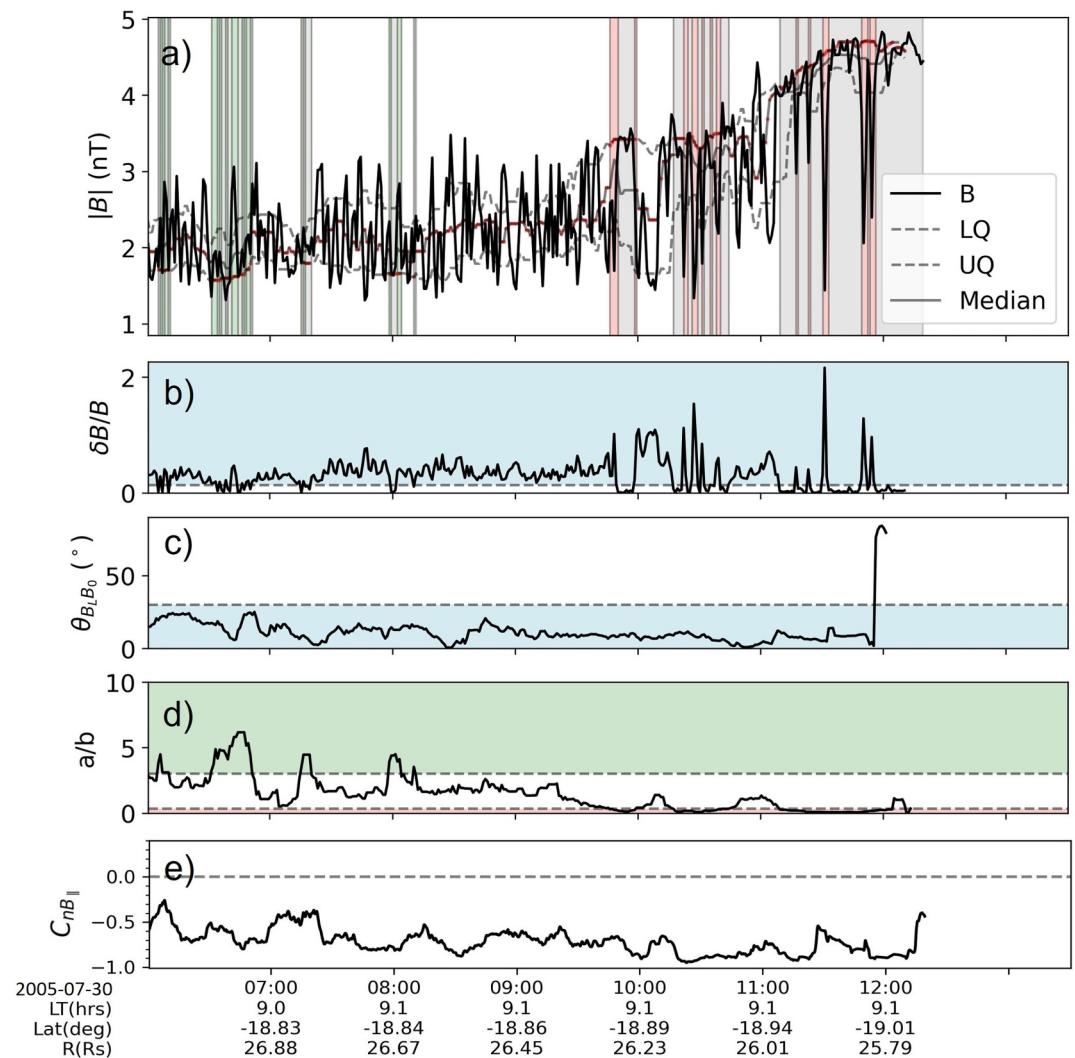 a)
5
4
3
2
1
|B| (nT)
B
LQ
UQ
Median
b)
2
0
δB/B
c)
50
0
θ_{B_L B_0} (°)
d)
10
5
0
a/b
e)
0.0
−0.5
−1.0
C_{nB_∥}
2005-07-30 07:00 08:00 09:00 10:00 11:00 12:00
LT(hrs) 9.0 9.1 9.1 9.1 9.1 9.1
Lat(deg) -18.83 -18.84 -18.86 -18.89 -18.94 -19.01
R(Rs) 26.88 26.67 26.45 26.23 26.01 25.79